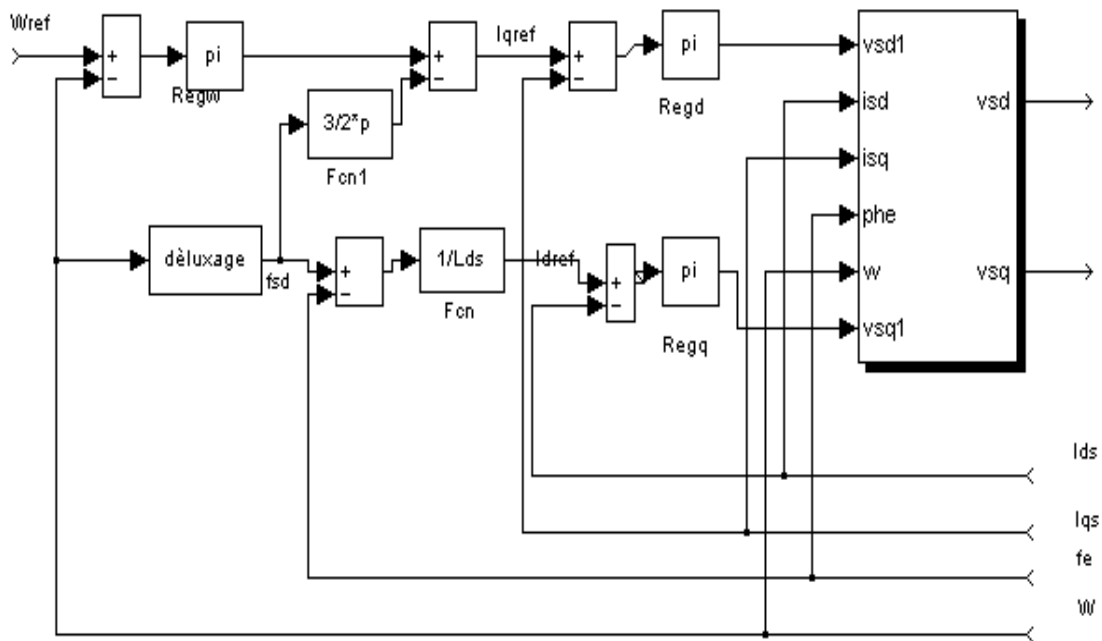 Wref
+
−
pi
Regw
+
−
Iqref
+
−
pi
Regd
3/2*p
Fcn1
dèluxage
fsd
+
−
1/Lds
Fcn
Idref
+
−
pi
Regq
vsd1
isd
isq
phe
w
vsq1
vsd
vsq
Ids
Iqs
fe
W